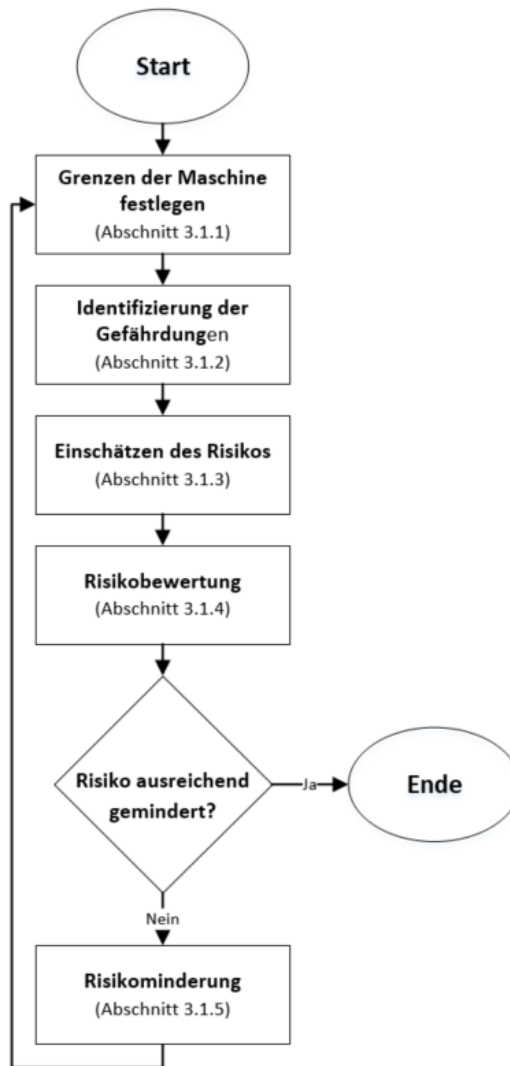 Start
Grenzen der Maschine
festlegen
(Abschnitt 3.1.1)
Identifizierung der
Gefährdungen
(Abschnitt 3.1.2)
Einschätzen des Risikos
(Abschnitt 3.1.3)
Risikobewertung
(Abschnitt 3.1.4)
Risiko ausreichend
gemindert?
Ja
Ende
Nein
Risikominderung
(Abschnitt 3.1.5)